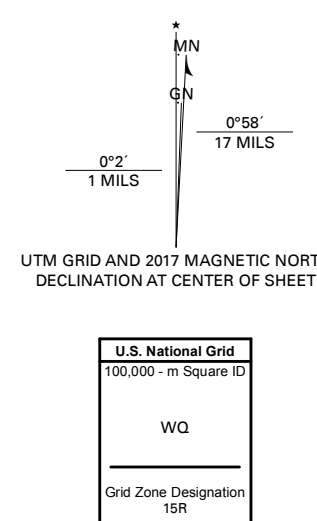 ★
MN
GN
0°58´
17 MILS
0°2´
1 MILS
UTM GRID AND 2017 MAGNETIC NORT
DECLINATION AT CENTER OF SHEET
U.S. National Grid
100,000 - m Square ID
WQ
Grid Zone Designation
15R